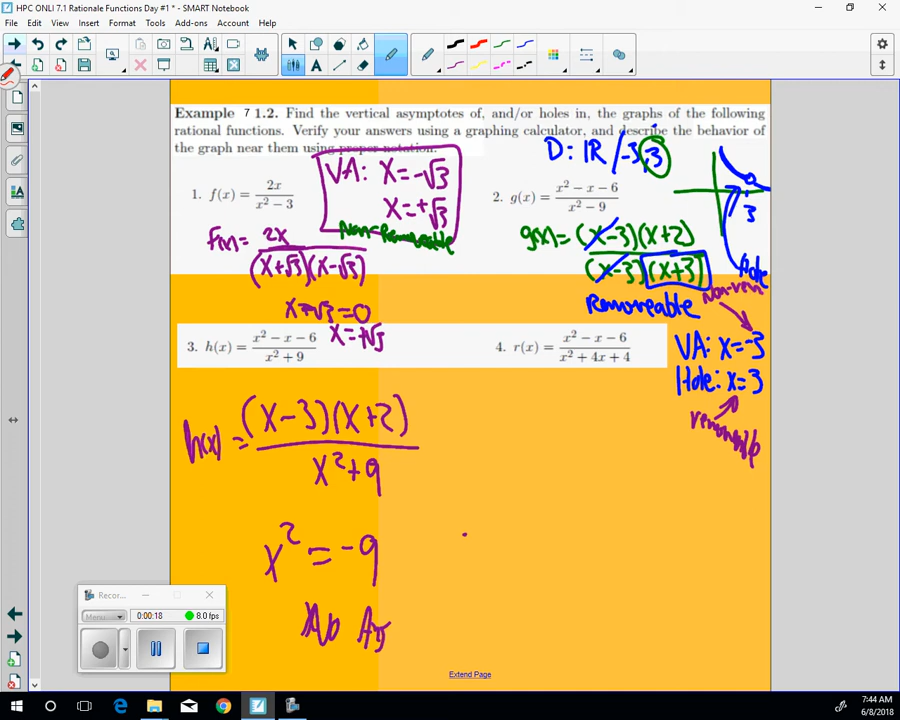 HPC ONLI 7.1 Rationale Functions Day #1 * - SMART Notebook
File Edit View Insert Format Tools Add-ons Account Help
Example 7 1.2. Find the vertical asymptotes of, and/or holes in, the graphs of the following
rational functions. Verify your answers using a graphing calculator, and describe the behavior
of the graph near them using proper notation.
D: IR / -3, 3
1. f(x) = 2x / x² − 3
VA: x = -√3
x = +√3
Non-Removeable
f(x) = 2x / (x+√3)(x-√3)
x+√3 = 0
x = +√3
2. g(x) = x² − x − 6 / x² − 9
g(x) = (x-3)(x+2) / (x-3)(x+3)
Removeable
3
Hole
VA: x = -3
Hole: x = 3
3. h(x) = x² − x − 6 / x² + 9
4. r(x) = x² − x − 6 / x² + 4x + 4
h(x) = (x-3)(x+2) / x²+9
x² = -9
No
Recor...
Menu
0:00:18
8.0 fps
Extend Page
7:44 AM
6/8/2018